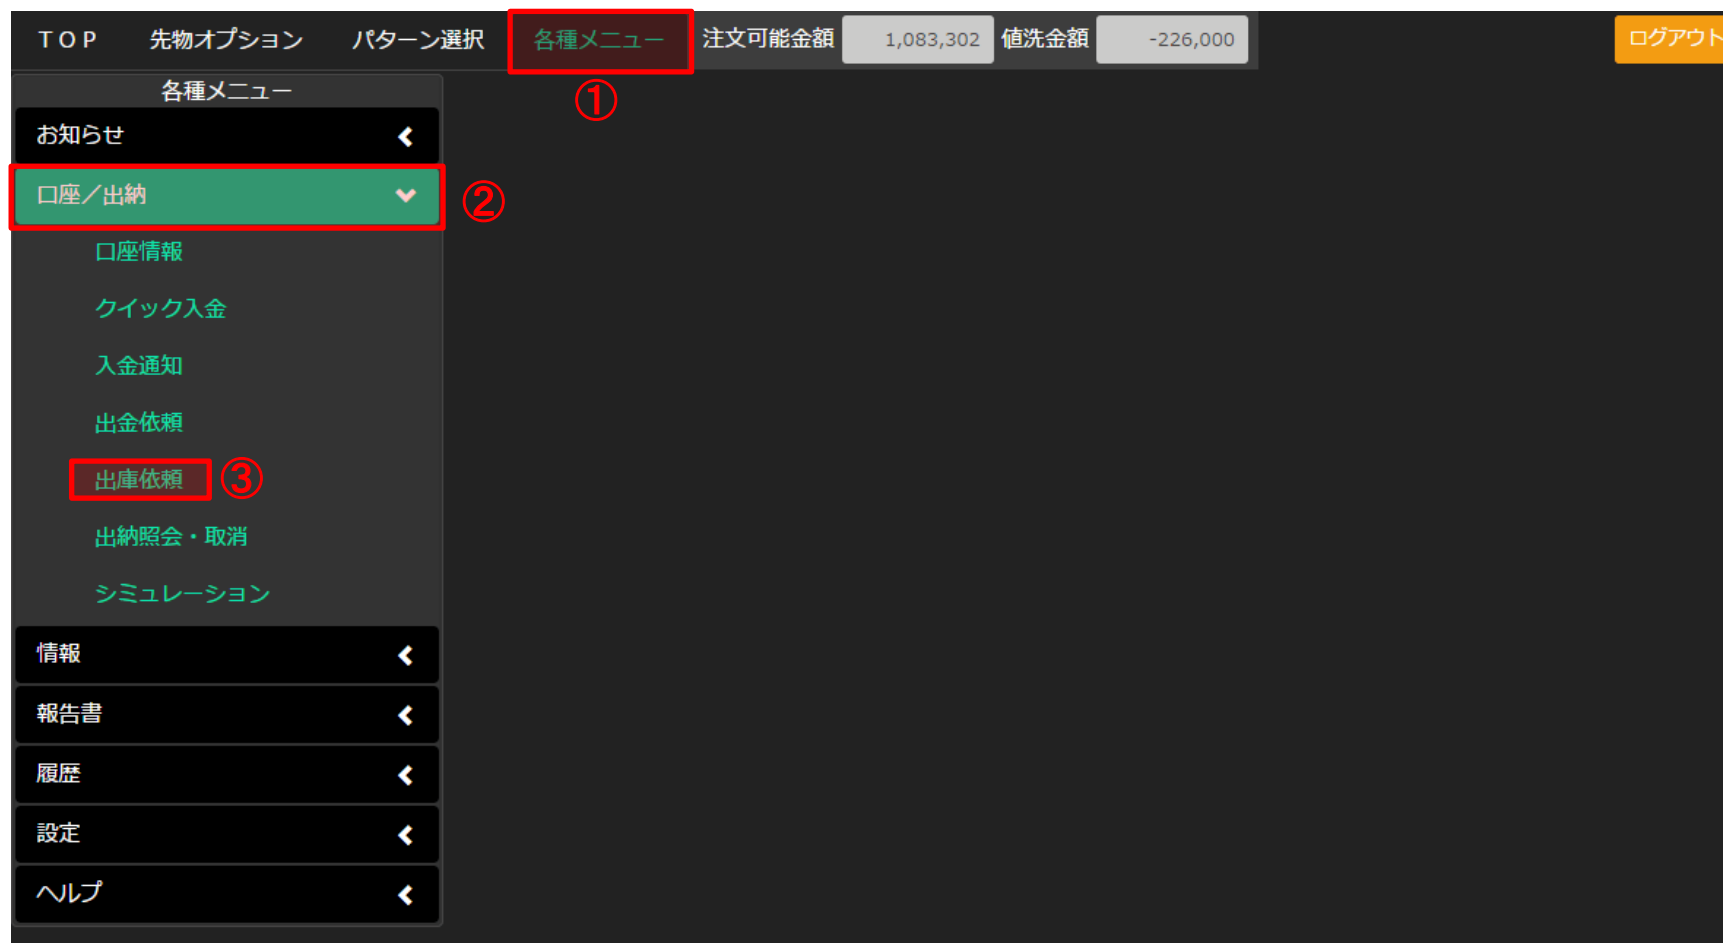 TOP 先物オプション パターン選択 各種メニュー 注文可能金額 1,083,302 値洗金額 -226,000 ログアウト
①
各種メニュー
お知らせ
口座／出納 ②
口座情報
クイック入金
入金通知
出金依頼
出庫依頼 ③
出納照会・取消
シミュレーション
情報
報告書
履歴
設定
ヘルプ